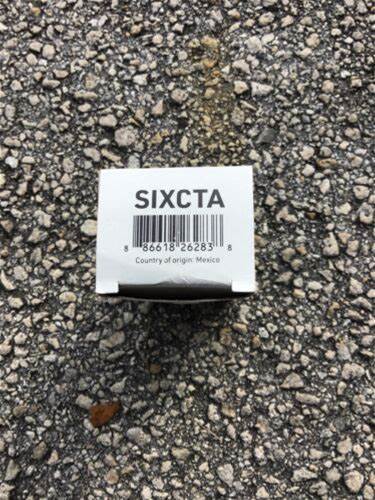 SIXCTA
8 86618 26283 8
Country of origin: Mexico